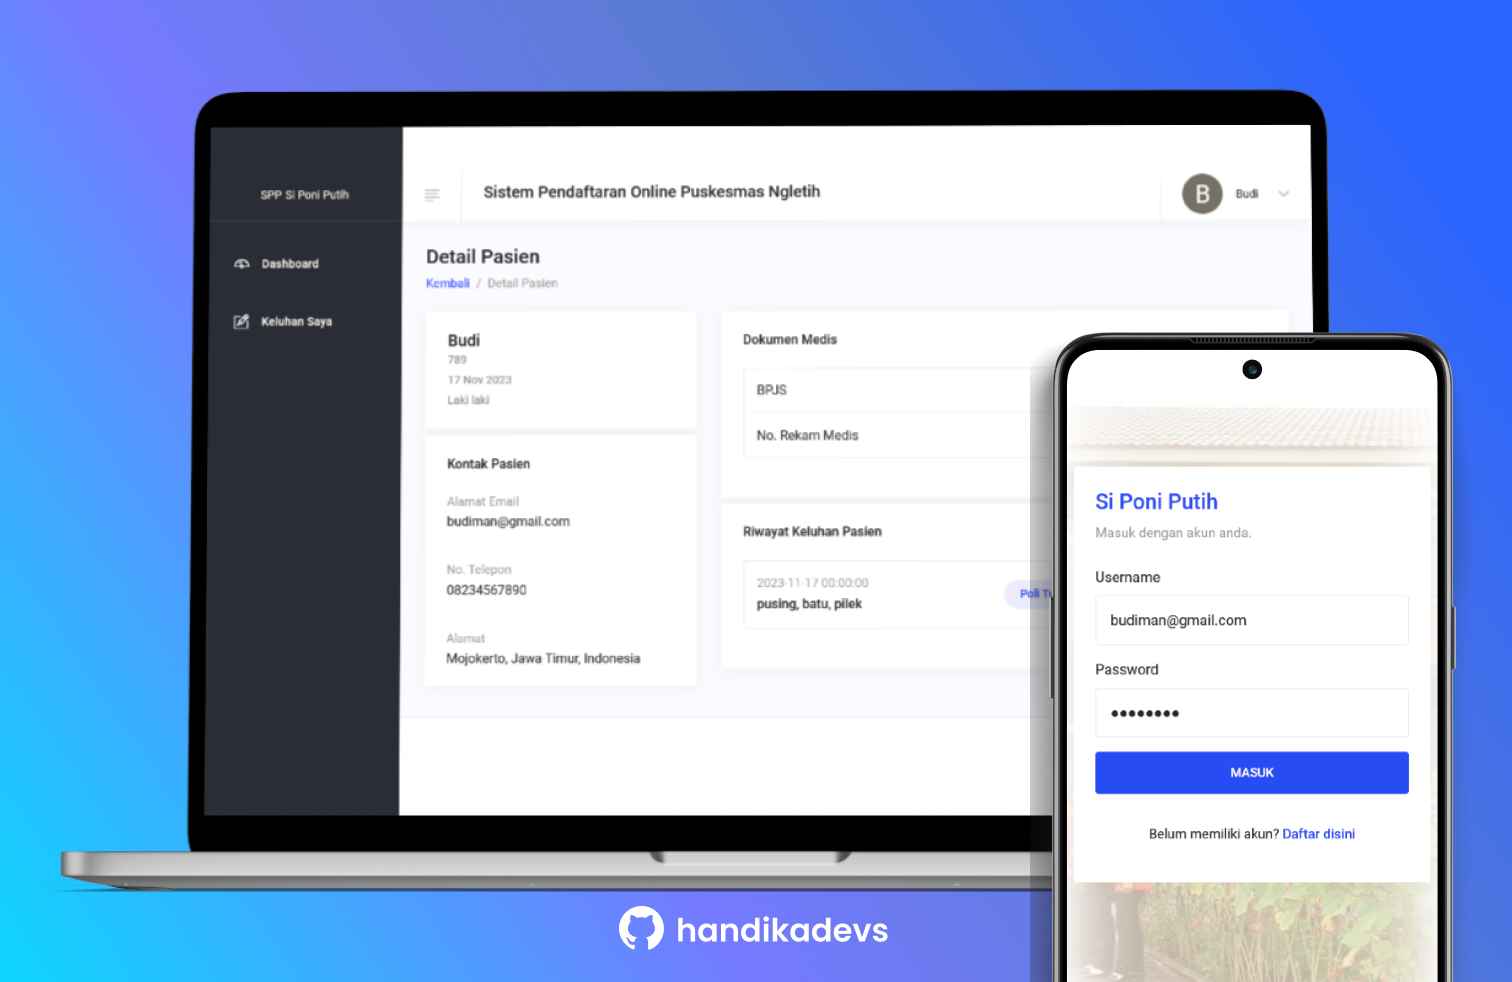 SPP Si Poni Putih
Dashboard
Keluhan Saya
Sistem Pendaftaran Online Puskesmas Ngletih
B
Budi
Detail Pasien
Kembali / Detail Pasien
Budi
789
17 Nov 2023
Laki laki
Kontak Pasien
Alamat Email
budiman@gmail.com
No. Telepon
08234567890
Alamat
Mojokerto, Jawa Timur, Indonesia
Dokumen Medis
BPJS
No. Rekam Medis
Riwayat Keluhan Pasien
2023-11-17 00:00:00
pusing, batu, pilek
Poli
Si Poni Putih
Masuk dengan akun anda.
Username
budiman@gmail.com
Password
MASUK
Belum memiliki akun? Daftar disini
handikadevs